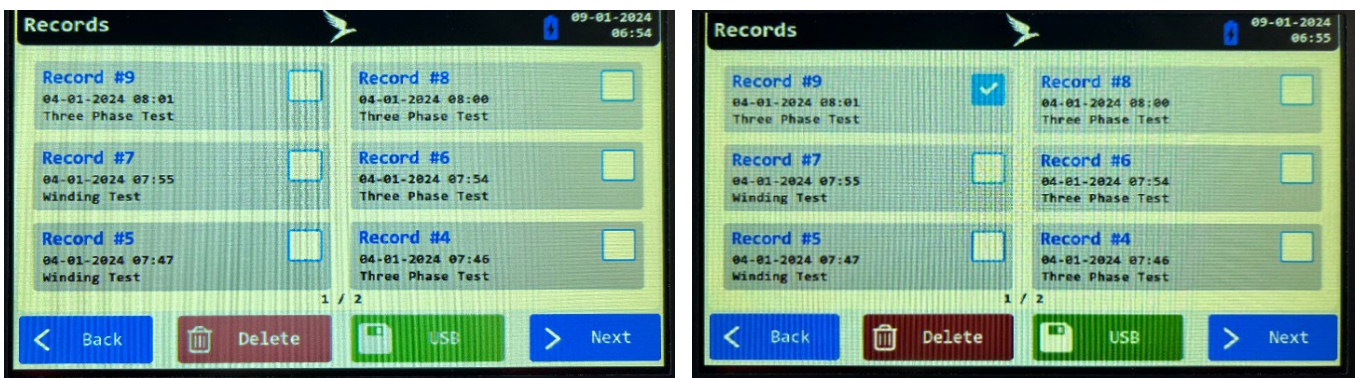 Records
09-01-2024
06:54
Record #9
04-01-2024 08:01
Three Phase Test
Record #8
04-01-2024 08:00
Three Phase Test
Record #7
04-01-2024 07:55
Winding Test
Record #6
04-01-2024 07:54
Three Phase Test
Record #5
04-01-2024 07:47
Winding Test
Record #4
04-01-2024 07:46
Three Phase Test
1 / 2
Back
Delete
USB
Next
Records
09-01-2024
06:55
Record #9
04-01-2024 08:01
Three Phase Test
Record #8
04-01-2024 08:00
Three Phase Test
Record #7
04-01-2024 07:55
Winding Test
Record #6
04-01-2024 07:54
Three Phase Test
Record #5
04-01-2024 07:47
Winding Test
Record #4
04-01-2024 07:46
Three Phase Test
1 / 2
Back
Delete
USB
Next